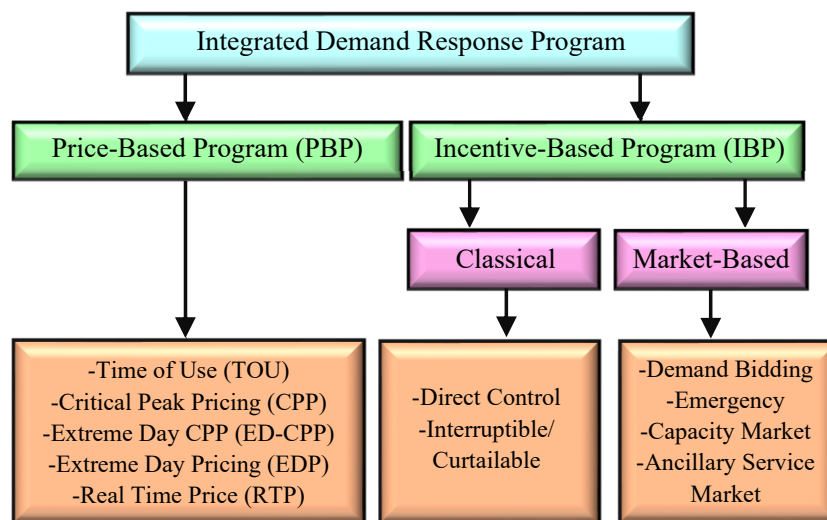 Integrated Demand Response Program
Price-Based Program (PBP)
Incentive-Based Program (IBP)
Classical
Market-Based
-Time of Use (TOU)
-Critical Peak Pricing (CPP)
-Extreme Day CPP (ED-CPP)
-Extreme Day Pricing (EDP)
-Real Time Price (RTP)
-Direct Control
-Interruptible/
Curtailable
-Demand Bidding
-Emergency
-Capacity Market
-Ancillary Service
Market